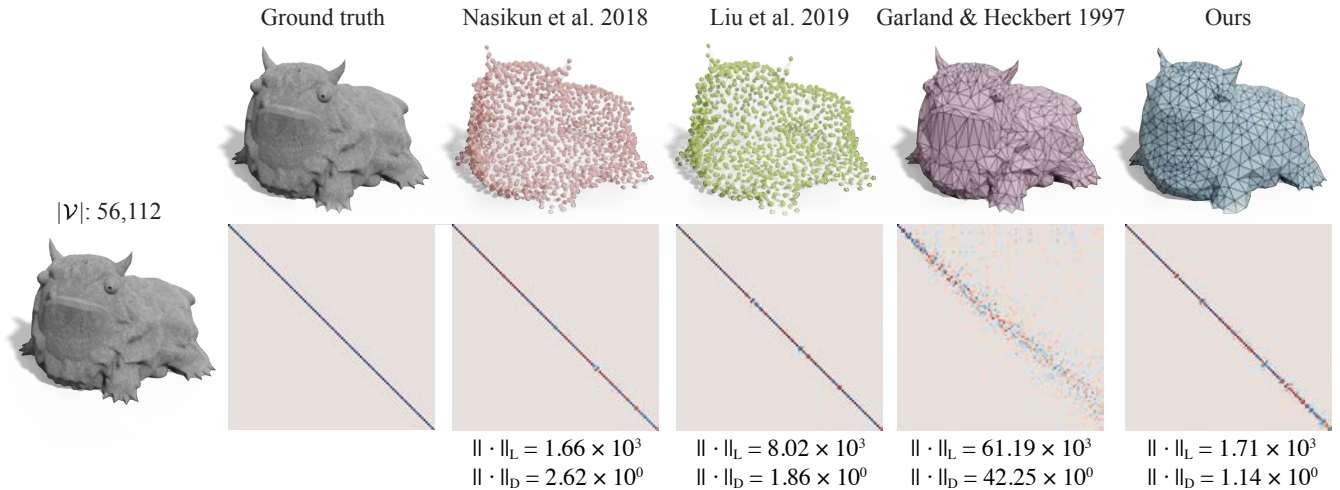 Ground truth
Nasikun et al. 2018
Liu et al. 2019
Garland & Heckbert 1997
Ours
|𝒱|: 56,112
‖ · ‖L = 1.66 × 10³
‖ · ‖D = 2.62 × 10⁰
‖ · ‖L = 8.02 × 10³
‖ · ‖D = 1.86 × 10⁰
‖ · ‖L = 61.19 × 10³
‖ · ‖D = 42.25 × 10⁰
‖ · ‖L = 1.71 × 10³
‖ · ‖D = 1.14 × 10⁰